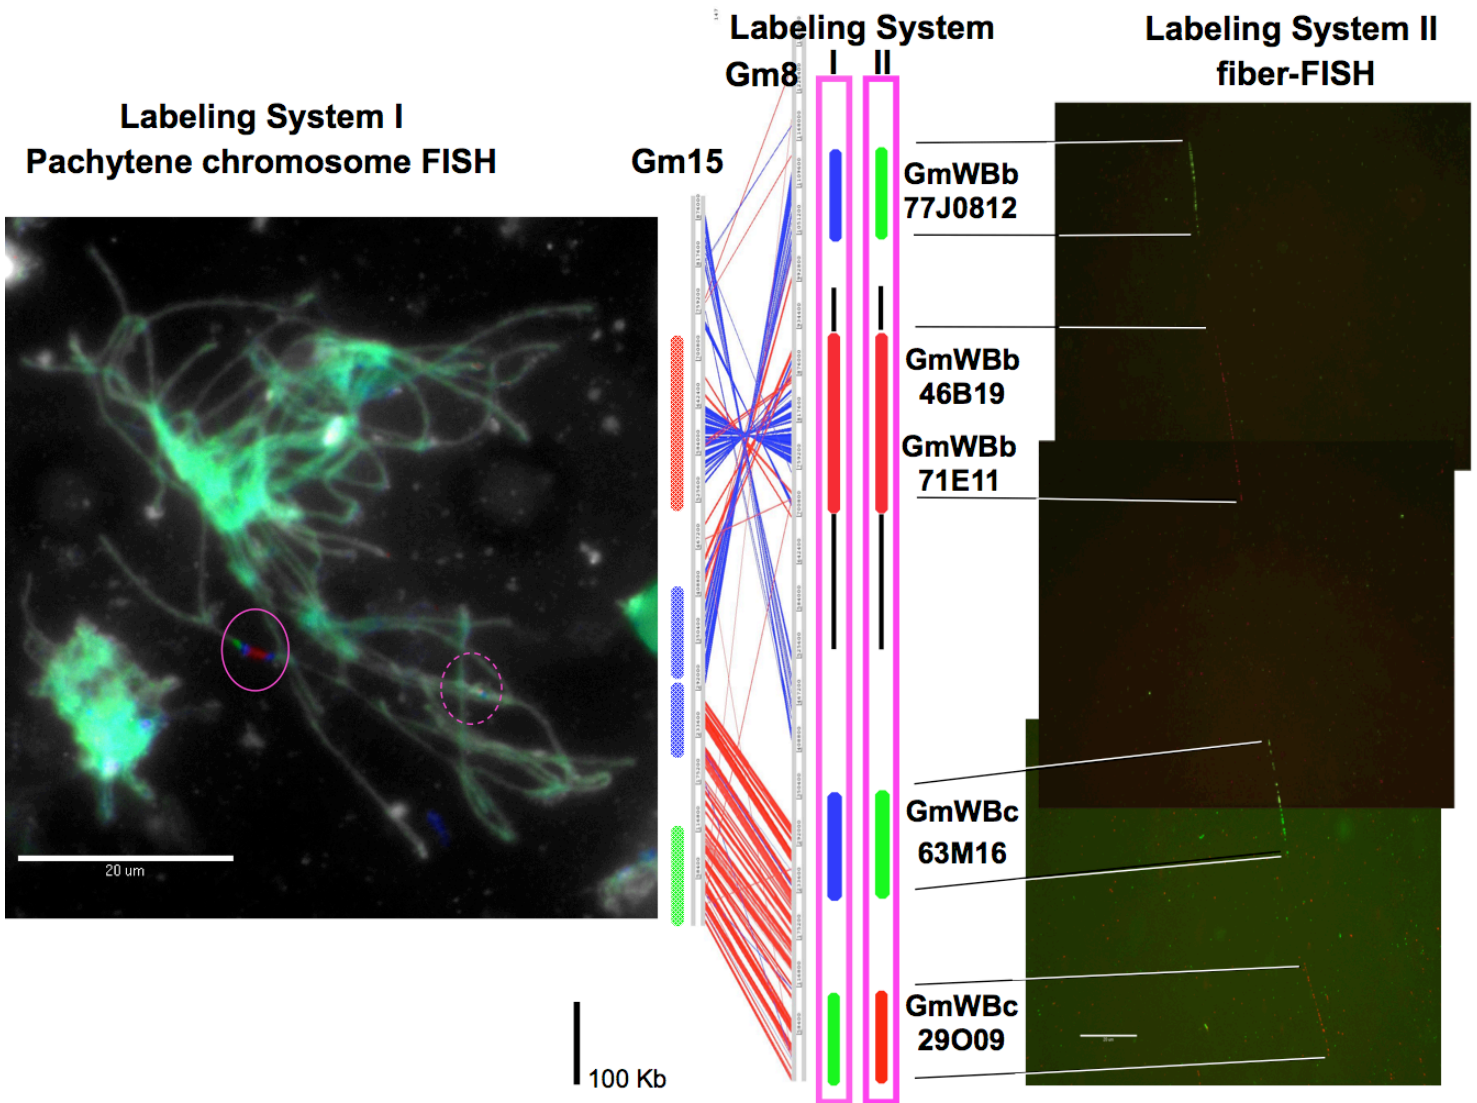 Labeling System I
Pachytene chromosome FISH
Gm15
Labeling System
Gm8
I
II
Labeling System II
fiber-FISH
GmWBb
77J0812
GmWBb
46B19
GmWBb
71E11
GmWBc
63M16
GmWBc
29O09
20 um
100 Kb